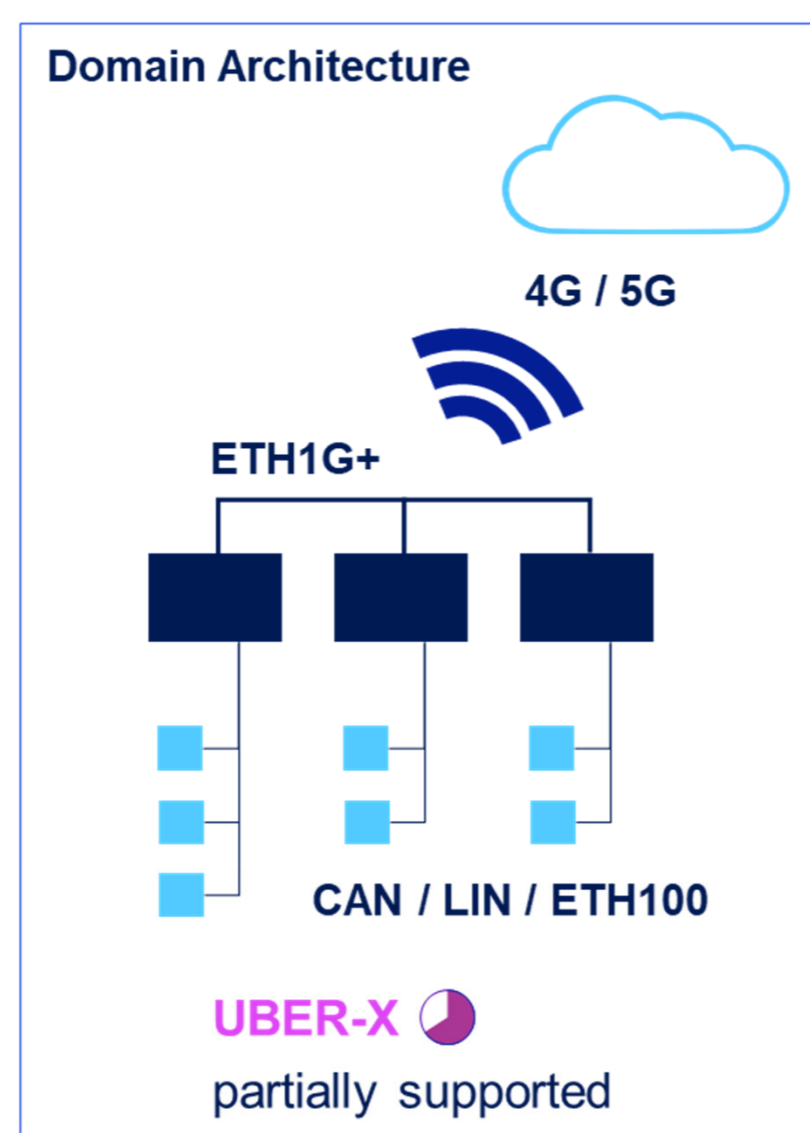 Domain Architecture
4G / 5G
ETH1G+
CAN / LIN / ETH100
UBER-X
partially supported